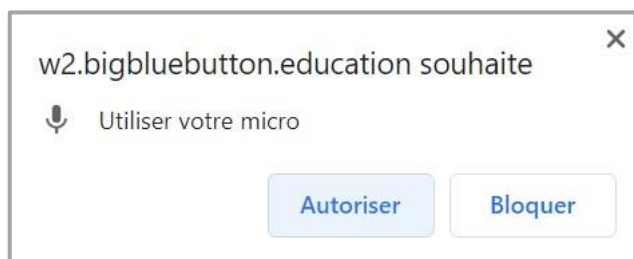 w2.bigbluebutton.education souhaite
Utiliser votre micro
Autoriser
Bloquer